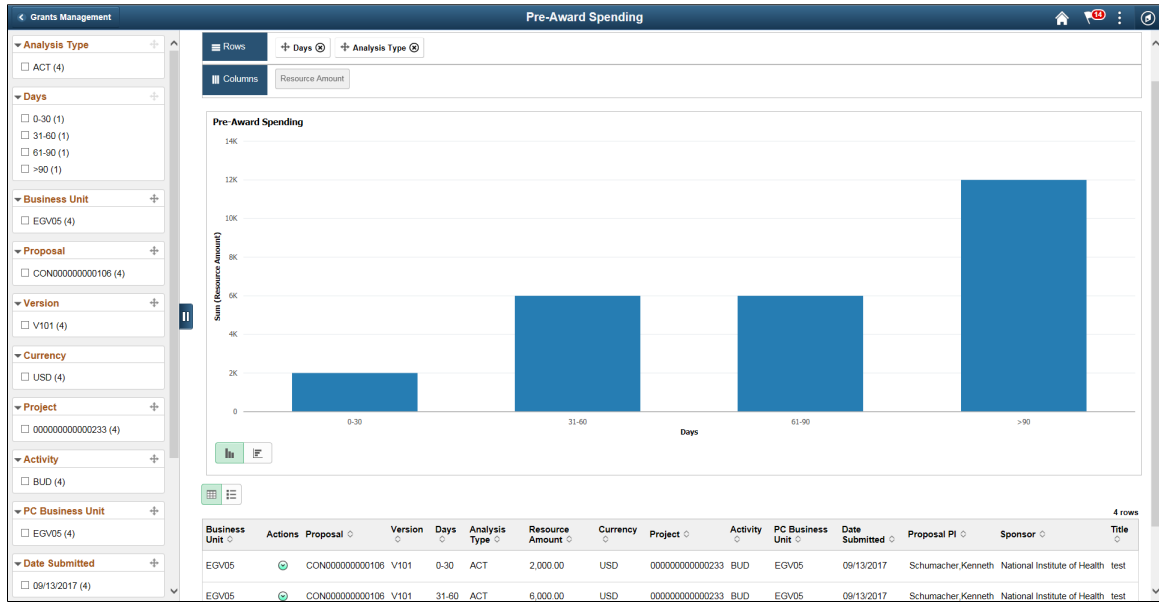 Grants Management
Pre-Award Spending
14
Analysis Type
ACT (4)
Days
0-30 (1)
31-60 (1)
61-90 (1)
>90 (1)
Business Unit
EGV05 (4)
Proposal
CON000000000106 (4)
Version
V101 (4)
Currency
USD (4)
Project
000000000000233 (4)
Activity
BUD (4)
PC Business Unit
EGV05 (4)
Date Submitted
09/13/2017 (4)
Rows
Days
Analysis Type
Columns
Resource Amount
Pre-Award Spending
14K
12K
10K
8K
6K
4K
2K
0
Sum (Resource Amount)
0-30 31-60 61-90 >90
Days
4 rows
Business Unit Actions Proposal Version Days Analysis Type Resource Amount Currency Project Activity PC Business Unit Date Submitted Proposal PI Sponsor Title
EGV05 CON000000000106 V101 0-30 ACT 2,000.00 USD 000000000000233 BUD EGV05 09/13/2017 Schumacher,Kenneth National Institute of Health test
EGV05 CON000000000106 V101 31-60 ACT 6,000.00 USD 000000000000233 BUD EGV05 09/13/2017 Schumacher,Kenneth National Institute of Health test